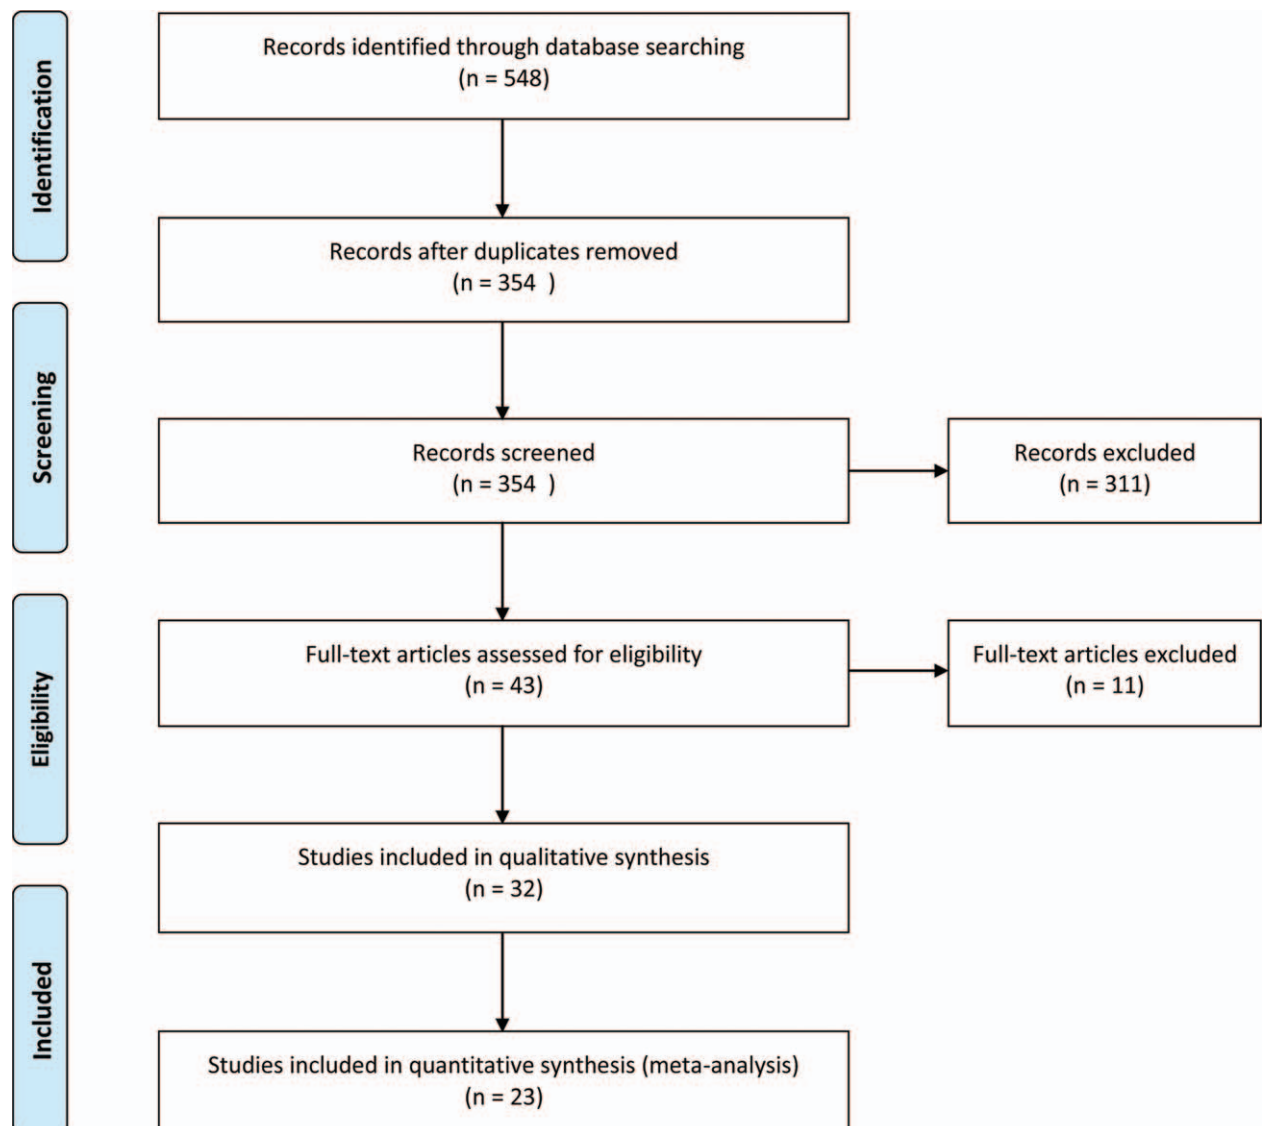 Identification
Records identified through database searching
(n = 548)
Records after duplicates removed
(n = 354  )
Screening
Records screened
(n = 354  )
Records excluded
(n = 311)
Eligibility
Full-text articles assessed for eligibility
(n = 43)
Full-text articles excluded
(n = 11)
Studies included in qualitative synthesis
(n = 32)
Included
Studies included in quantitative synthesis (meta-analysis)
(n = 23)